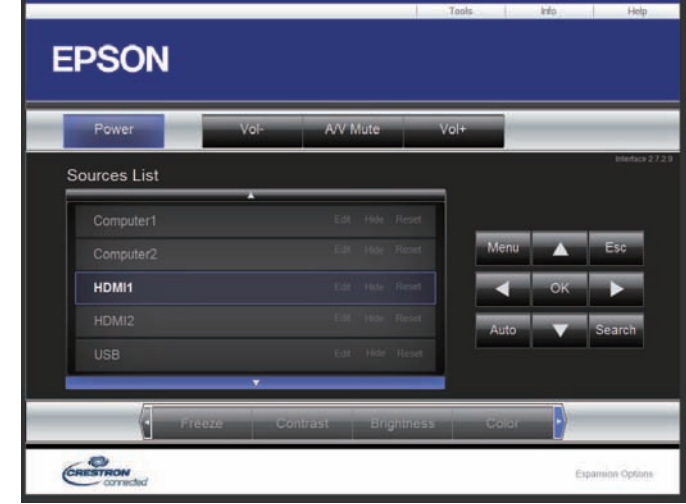 Tools Info Help
EPSON
Power Vol- A/V Mute Vol+
Interface 2.7.2.9
Sources List
Computer1 Edit Hide Reset
Computer2 Edit Hide Reset
HDMI1 Edit Hide Reset
HDMI2 Edit Hide Reset
USB Edit Hide Reset
Menu Esc
OK
Auto Search
Freeze Contrast Brightness Color
CRESTRON
connected
Expansion Options